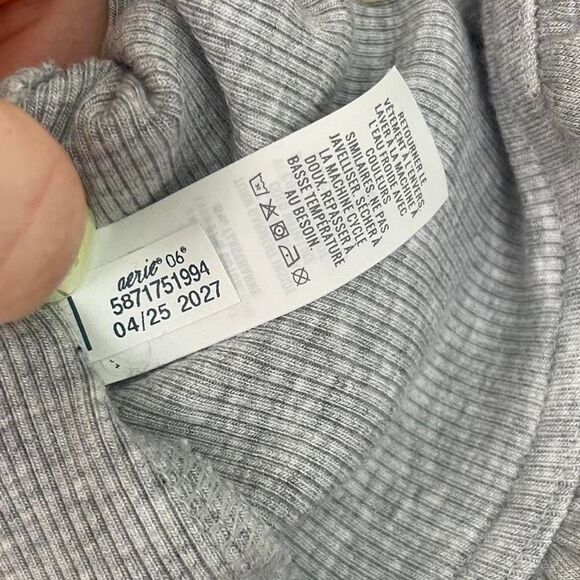 RETOURNER LE
VÊTEMENT À L'ENVERS
LAVER À LA MACHINE À
L'EAU FROIDE AVEC
COULEURS
SIMILAIRES NE PAS
JAVELLISER. SÉCHER À
LA MACHINE CYCLE
DOUX. REPASSER À
BASSE TEMPÉRATURE
AU BESOIN.
aerie® 06®
5871751994
04/25 2027